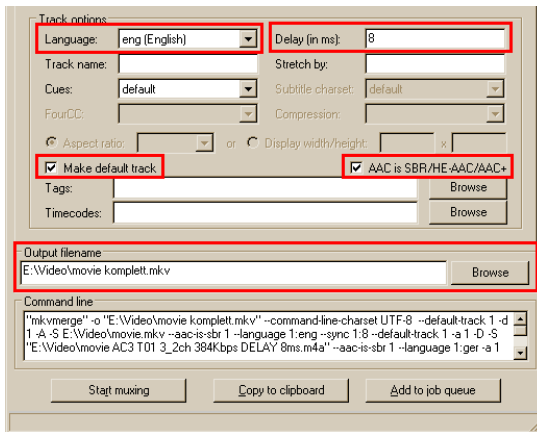 Track options
Language: eng (English) Delay (in ms): 8
Track name: Stretch by:
Cues: default Subtitle charset: default
FourCC: Compression:
Aspect ratio: or Display width/height: x
Make default track AAC is SBR/HE-AAC/AAC+
Tags: Browse
Timecodes: Browse
Output filename
E:\Video\movie komplett.mkv Browse
Command line
"mkvmerge" -o "E:\Video\movie komplett.mkv" --command-line-charset UTF-8 --default-track 1 -d
1 -A -S E:\Video\movie.mkv --aac-is-sbr 1 --language 1:eng --sync 1:8 --default-track 1 -a 1 -D -S
"E:\Video\movie AC3 T01 3_2ch 384Kbps DELAY 8ms.m4a" --aac-is-sbr 1 --language 1:ger -a 1
Start muxing Copy to clipboard Add to job queue